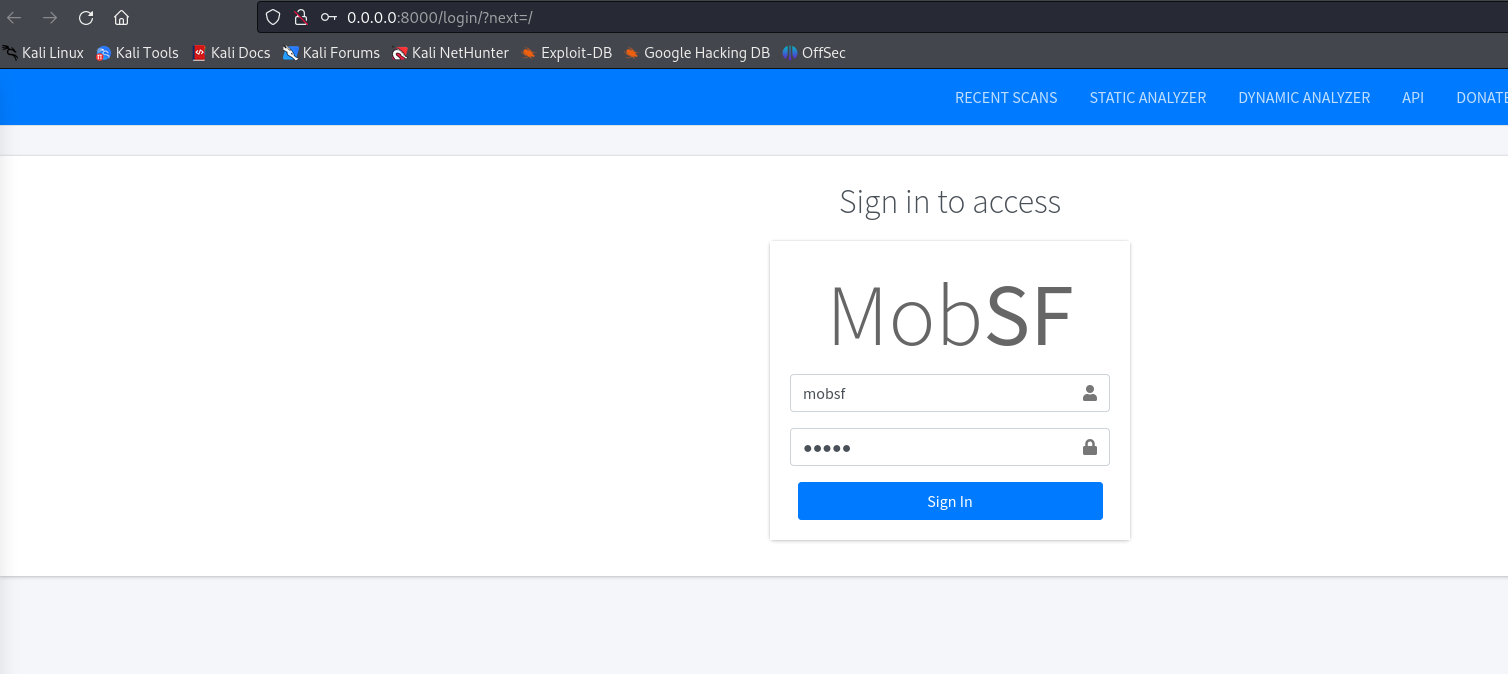 0.0.0.0:8000/login/?next=/
Kali Linux Kali Tools Kali Docs Kali Forums Kali NetHunter Exploit-DB Google Hacking DB OffSec
RECENT SCANS STATIC ANALYZER DYNAMIC ANALYZER API DONATE
Sign in to access
MobSF
mobsf
•••••
Sign In